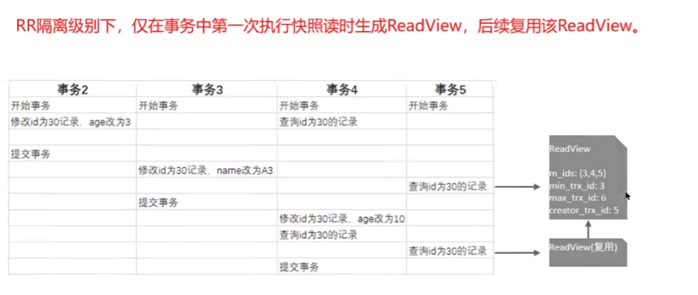 RR隔离级别下，仅在事务中第一次执行快照读时生成ReadView，后续复用该ReadView。
事务2 事务3 事务4 事务5
开始事务 开始事务 开始事务 开始事务
修改id为30记录、age改为3 查询id为30的记录
提交事务
修改id为30记录、name改为A3
查询id为30的记录
提交事务
修改id为30记录、age改为10
查询id为30的记录
查询id为30的记录
提交事务
ReadView
m_ids: {3,4,5}
min_trx_id: 3
max_trx_id: 6
creator_trx_id: 5
ReadView(复用)